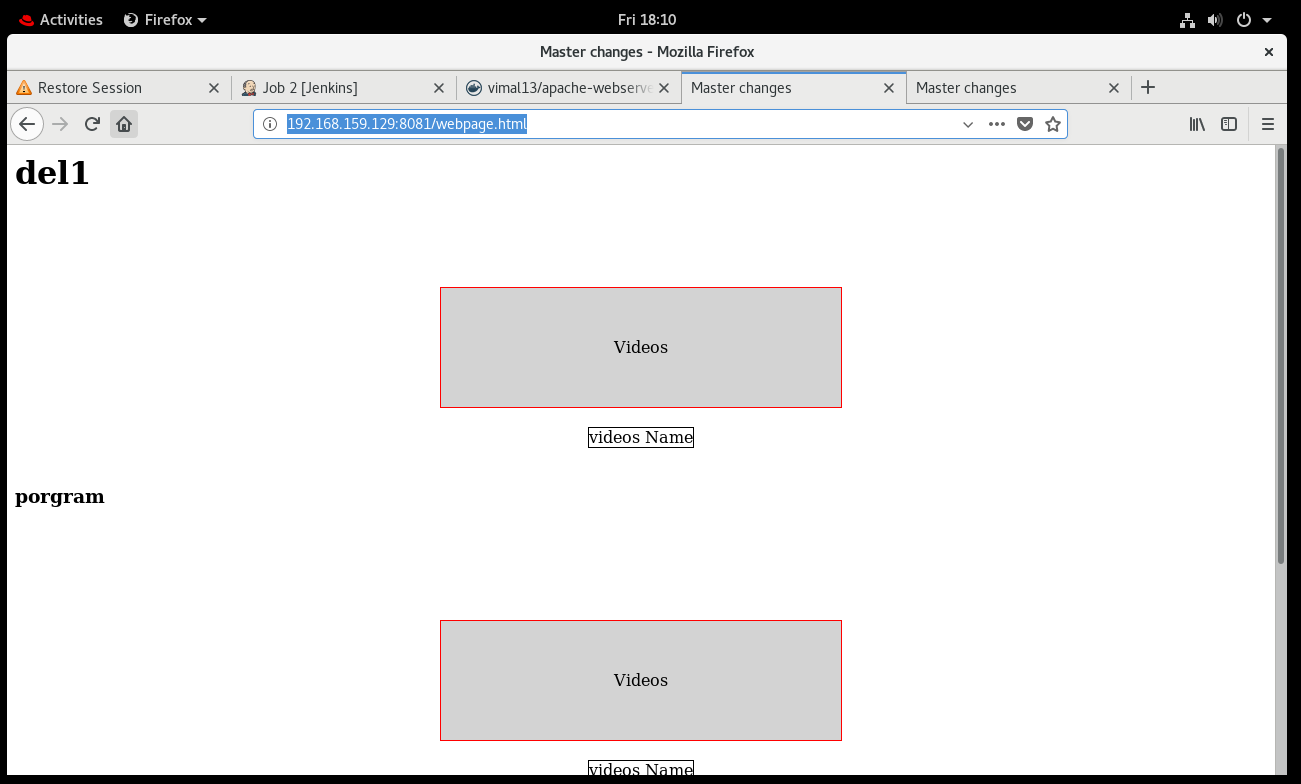 Activities Firefox Fri 18:10
Master changes - Mozilla Firefox
Restore Session Job 2 [Jenkins] vimal13/apache-webserve Master changes Master changes
192.168.159.129:8081/webpage.html
del1
Videos
videos Name
porgram
Videos
videos Name